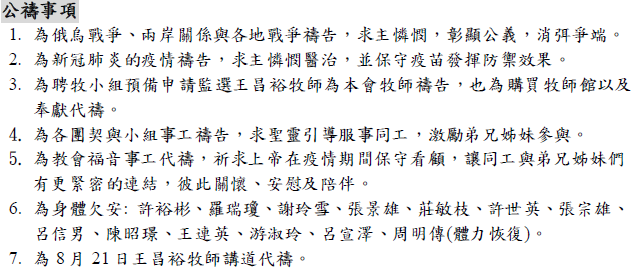 公禱事項
1. 為俄烏戰爭、兩岸關係與各地戰爭禱告，求主憐憫，彰顯公義，消弭爭端。
2. 為新冠肺炎的疫情禱告，求主憐憫醫治，並保守疫苗發揮防禦效果。
3. 為聘牧小組預備申請監選王昌裕牧師為本會牧師禱告，也為購買牧師館以及
奉獻代禱。
4. 為各團契與小組事工禱告，求聖靈引導服事同工，激勵弟兄姊妹參與。
5. 為教會福音事工代禱，祈求上帝在疫情期間保守看顧，讓同工與弟兄姊妹們
有更緊密的連結，彼此關懷、安慰及陪伴。
6. 為身體欠安: 許裕彬、羅瑞瓊、謝玲雪、張景雄、莊敏枝、許世英、張宗雄、
呂信男、陳昭璟、王連英、游淑玲、呂宣澤、周明傳(體力恢復)。
7. 為 8 月 21 日王昌裕牧師講道代禱。